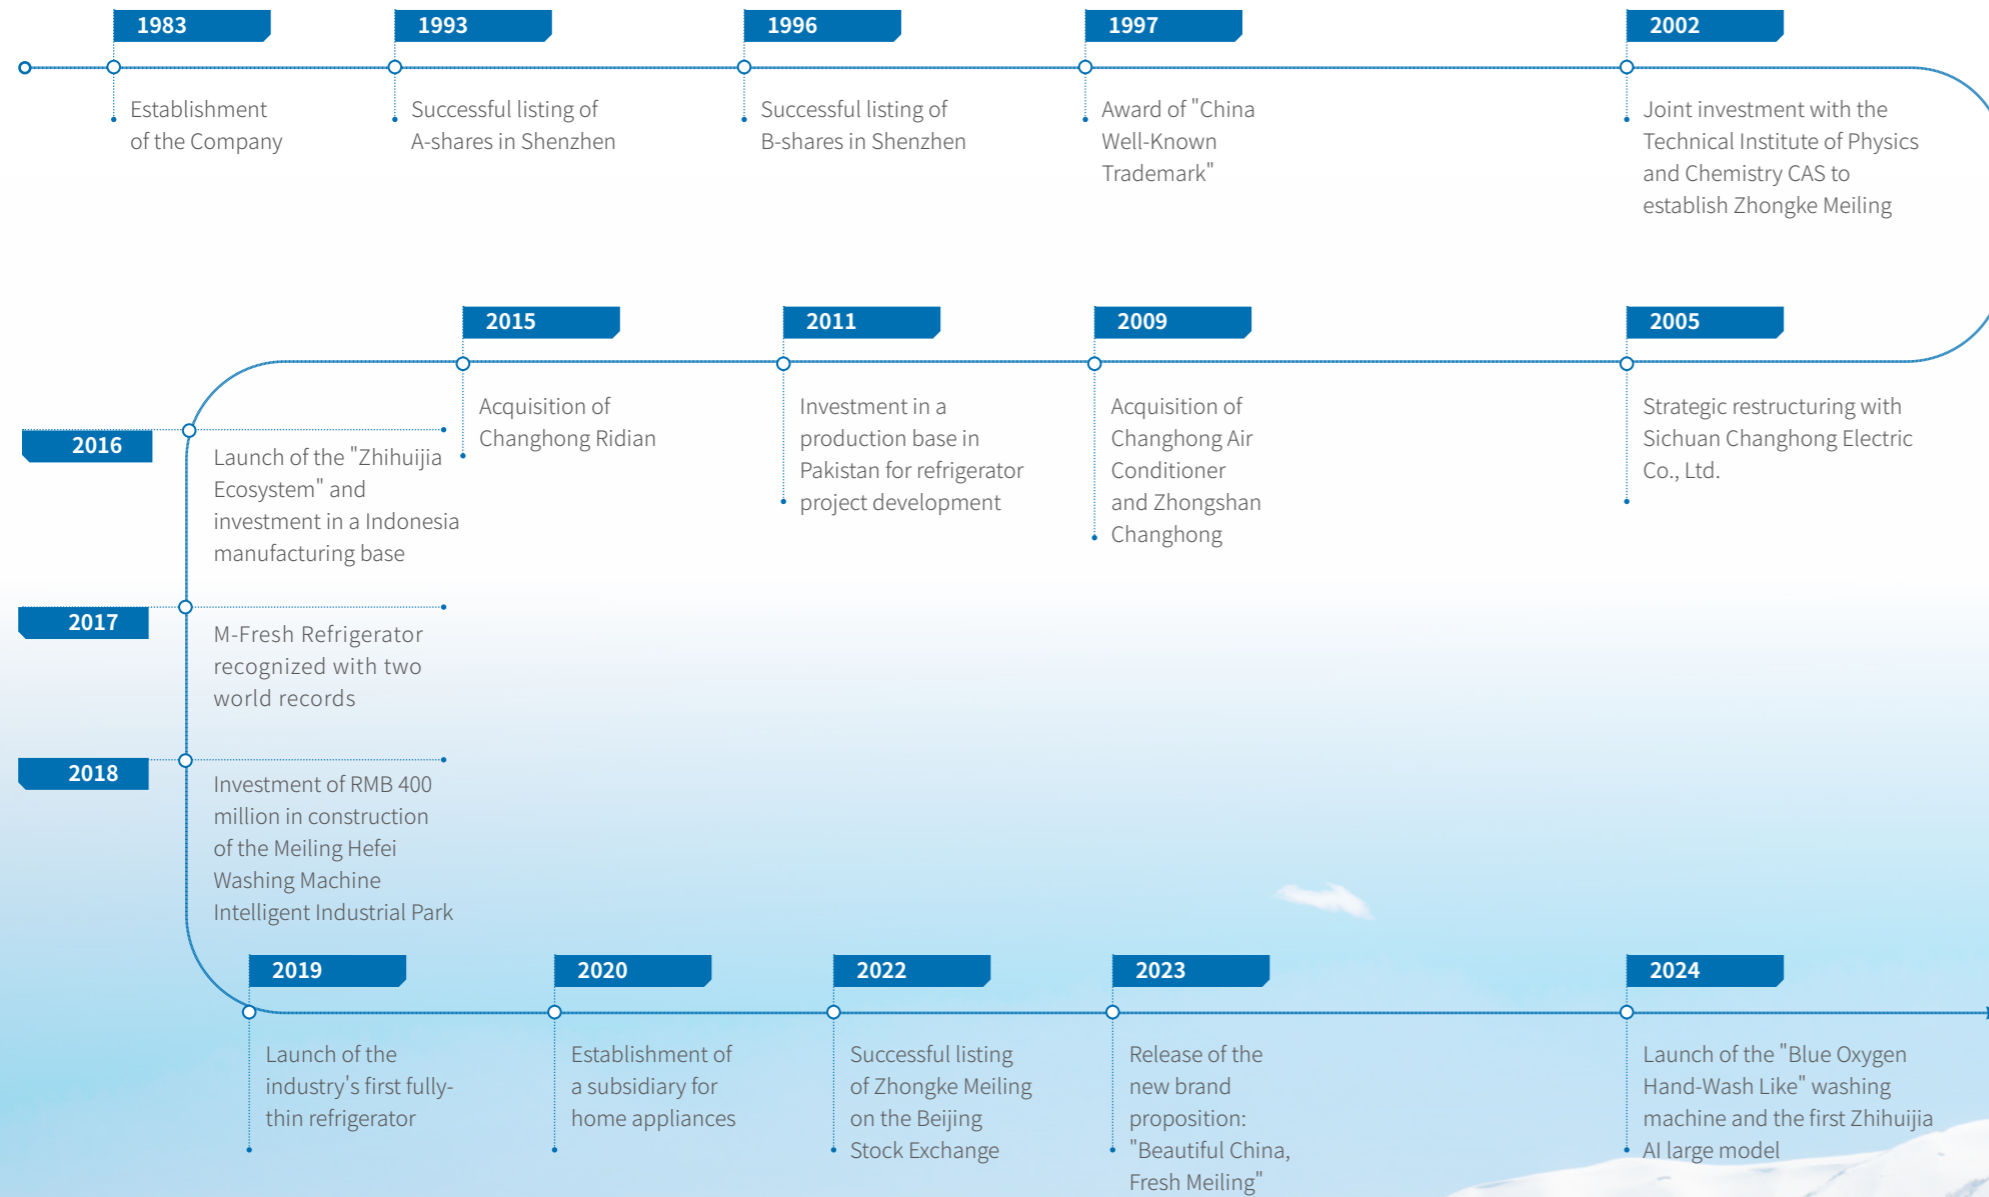 1983
Establishment
of the Company
1993
Successful listing of
A-shares in Shenzhen
1996
Successful listing of
B-shares in Shenzhen
1997
Award of "China
Well-Known
Trademark"
2002
Joint investment with the
Technical Institute of Physics
and Chemistry CAS to
establish Zhongke Meiling
2005
Strategic restructuring with
Sichuan Changhong Electric
Co., Ltd.
2009
Acquisition of
Changhong Air
Conditioner
and Zhongshan
Changhong
2011
Investment in a
production base in
Pakistan for refrigerator
project development
2015
Acquisition of
Changhong Ridian
2016
Launch of the "Zhihuijia
Ecosystem" and
investment in a Indonesia
manufacturing base
2017
M-Fresh Refrigerator
recognized with two
world records
2018
Investment of RMB 400
million in construction
of the Meiling Hefei
Washing Machine
Intelligent Industrial Park
2019
Launch of the
industry's first fully-
thin refrigerator
2020
Establishment of
a subsidiary for
home appliances
2022
Successful listing
of Zhongke Meiling
on the Beijing
Stock Exchange
2023
Release of the
new brand
proposition:
"Beautiful China,
Fresh Meiling"
2024
Launch of the "Blue Oxygen
Hand-Wash Like" washing
machine and the first Zhihuijia
AI large model